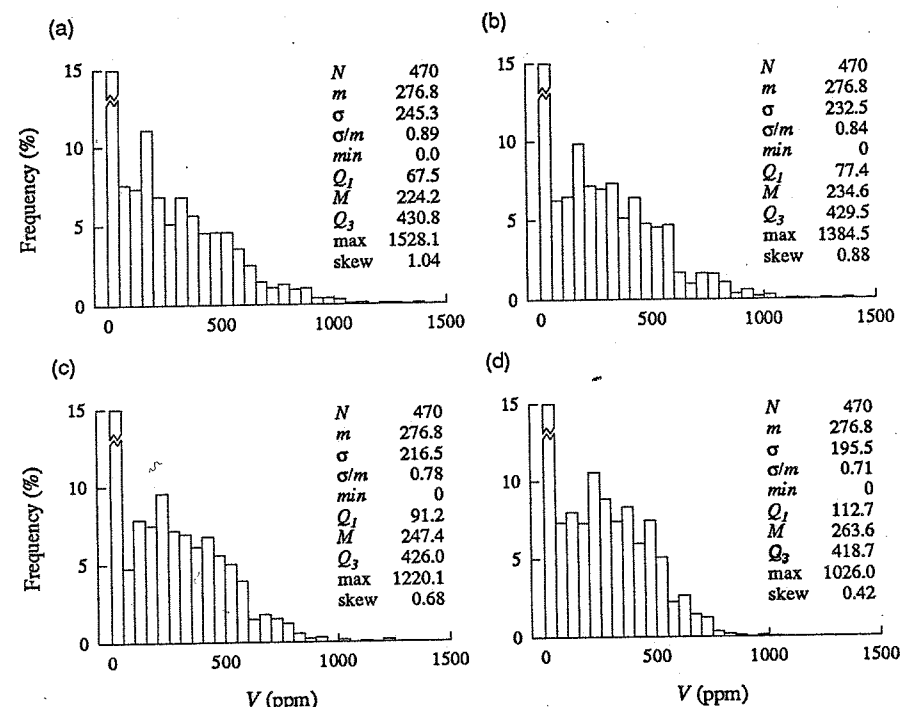 (a)
Frequency (%)
15
10
5
0
0 500 1000 1500
N 470
m 276.8
σ 245.3
σ/m 0.89
min 0.0
Q1 67.5
M 224.2
Q3 430.8
max 1528.1
skew 1.04
(b)
15
10
5
0
0 500 1000 1500
N 470
m 276.8
σ 232.5
σ/m 0.84
min 0
Q1 77.4
M 234.6
Q3 429.5
max 1384.5
skew 0.88
(c)
Frequency (%)
15
10
5
0
0 500 1000 1500
V (ppm)
N 470
m 276.8
σ 216.5
σ/m 0.78
min 0
Q1 91.2
M 247.4
Q3 426.0
max 1220.1
skew 0.68
(d)
15
10
5
0
0 500 1000 1500
V (ppm)
N 470
m 276.8
σ 195.5
σ/m 0.71
min 0
Q1 112.7
M 263.6
Q3 418.7
max 1026.0
skew 0.42